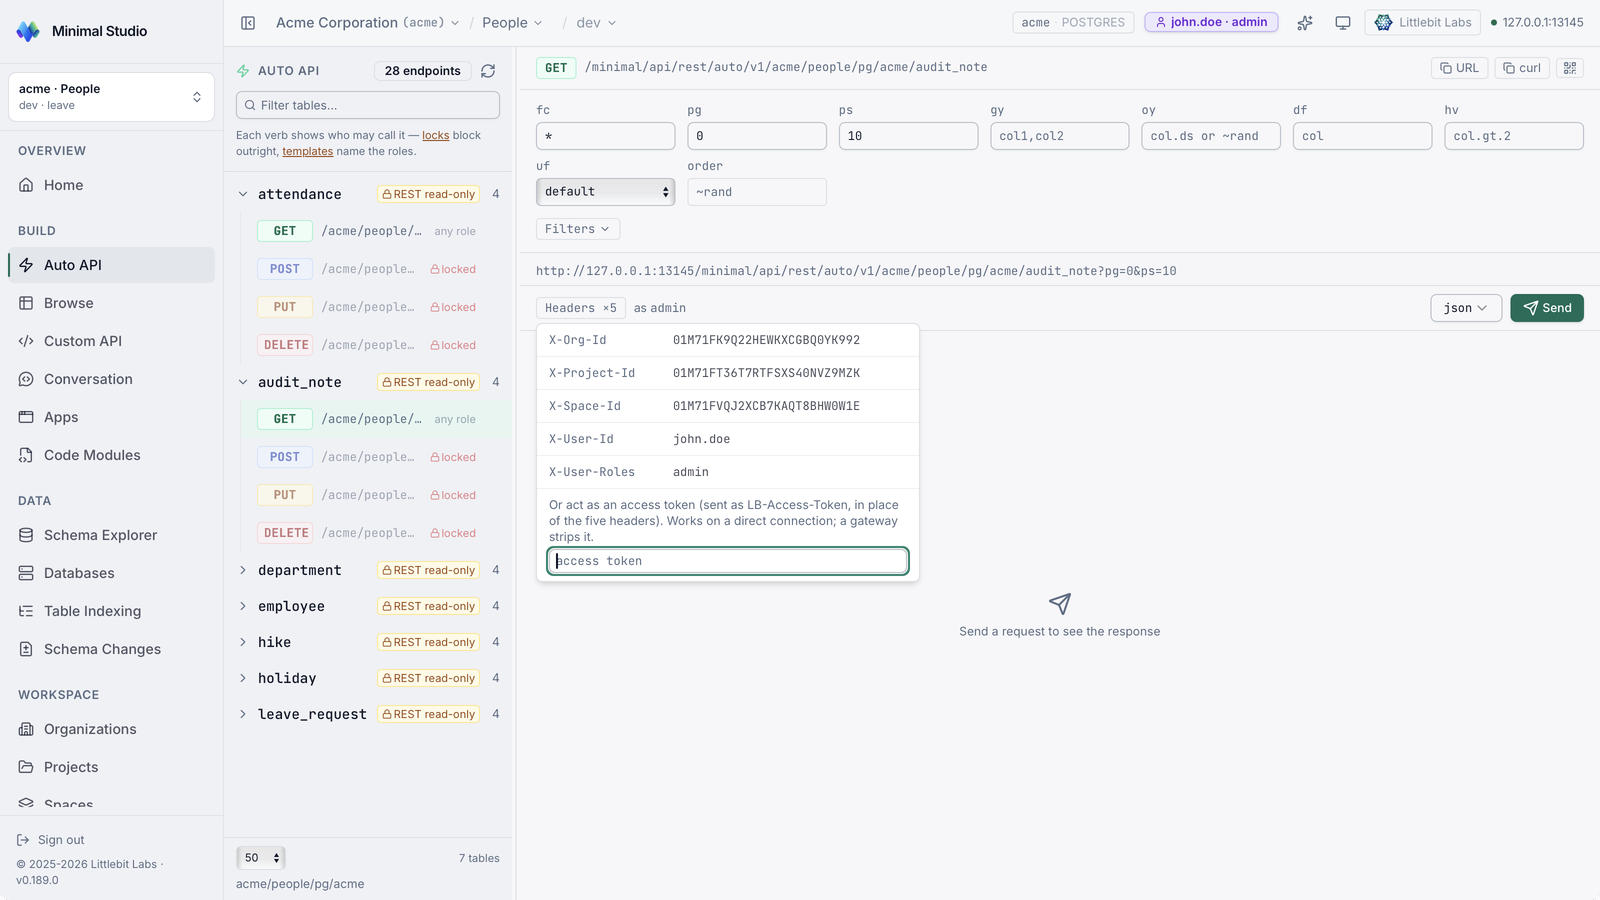 Minimal Studio
acme · People
dev · leave
OVERVIEW
Home
BUILD
Auto API
Browse
Custom API
Conversation
Apps
Code Modules
DATA
Schema Explorer
Databases
Table Indexing
Schema Changes
WORKSPACE
Organizations
Projects
Spaces
Sign out
© 2025-2026 Littlebit Labs ·
v0.189.0
Acme Corporation (acme) / People / dev
acme · POSTGRES
john.doe · admin
Littlebit Labs
127.0.0.1:13145
AUTO API
28 endpoints
Filter tables...
Each verb shows who may call it — locks block
outright, templates name the roles.
attendance REST read-only 4
GET /acme/people/… any role
POST /acme/people… locked
PUT /acme/people… locked
DELETE /acme/people… locked
audit_note REST read-only 4
GET /acme/people/… any role
POST /acme/people… locked
PUT /acme/people… locked
DELETE /acme/people… locked
department REST read-only 4
employee REST read-only 4
hike REST read-only 4
holiday REST read-only 4
leave_request REST read-only 4
50
7 tables
acme/people/pg/acme
GET /minimal/api/rest/auto/v1/acme/people/pg/acme/audit_note
URL
curl
fc pg ps gy oy df hv
* 0 10 col1,col2 col.ds or ~rand col col.gt.2
uf order
default ~rand
Filters
http://127.0.0.1:13145/minimal/api/rest/auto/v1/acme/people/pg/acme/audit_note?pg=0&ps=10
Headers ×5 as admin
json
Send
X-Org-Id 01M71FK9Q22HEWKXCGBQ0YK992
X-Project-Id 01M71FT36T7RTFSXS40NVZ9MZK
X-Space-Id 01M71FVQJ2XCB7KAQT8BHW0W1E
X-User-Id john.doe
X-User-Roles admin
Or act as an access token (sent as LB-Access-Token, in place
of the five headers). Works on a direct connection; a gateway
strips it.
access token
Send a request to see the response